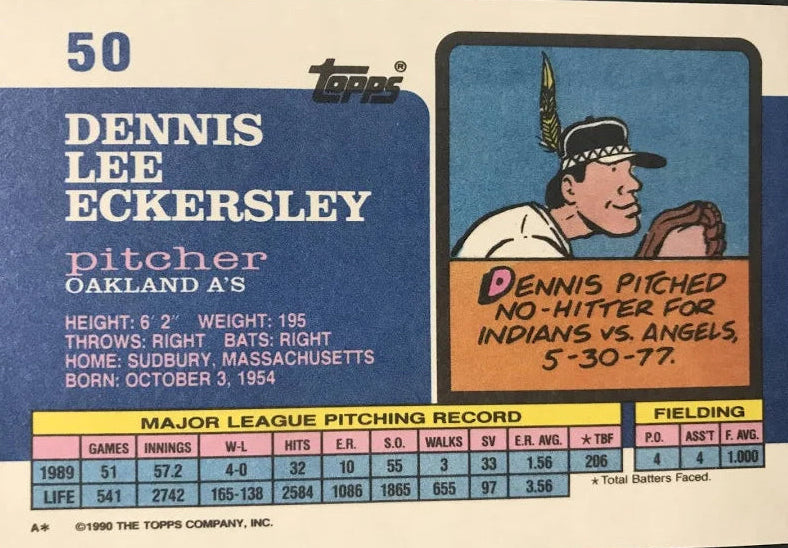 50
TOPPS®
DENNIS
LEE
ECKERSLEY
pitcher
OAKLAND A'S
HEIGHT: 6' 2" WEIGHT: 195
THROWS: RIGHT BATS: RIGHT
HOME: SUDBURY, MASSACHUSETTS
BORN: OCTOBER 3, 1954
DENNIS PITCHED
NO-HITTER FOR
INDIANS VS. ANGELS,
5-30-77.
MAJOR LEAGUE PITCHING RECORD
GAMES INNINGS W-L HITS E.R. S.O. WALKS SV E.R. AVG. ★TBF
1989 51 57.2 4-0 32 10 55 3 33 1.56 206
LIFE 541 2742 165-138 2584 1086 1865 655 97 3.56
FIELDING
P.O. ASS'T F. AVG.
4 4 1.000
★Total Batters Faced.
A* ©1990 THE TOPPS COMPANY, INC.